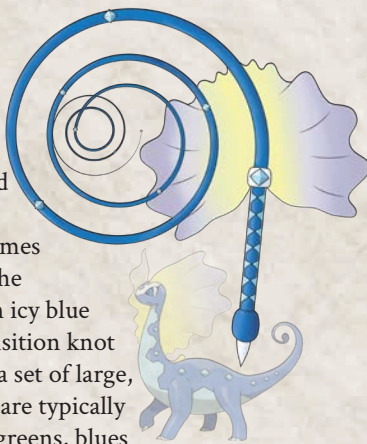 d
mes
he
n icy blue
sition knot
a set of large,
are typically
greens, blues